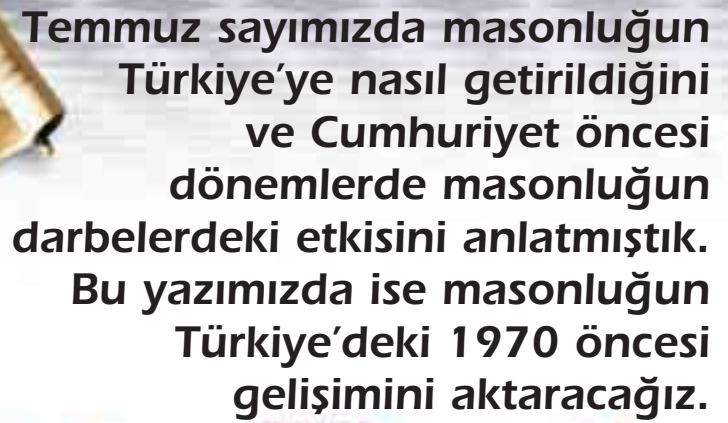 Temmuz sayımızda masonluğun
Türkiye’ye nasıl getirildiğini
ve Cumhuriyet öncesi
dönemlerde masonluğun
darbelerdeki etkisini anlatmıştık.
Bu yazımızda ise masonluğun
Türkiye’deki 1970 öncesi
gelişimini aktaracağız.